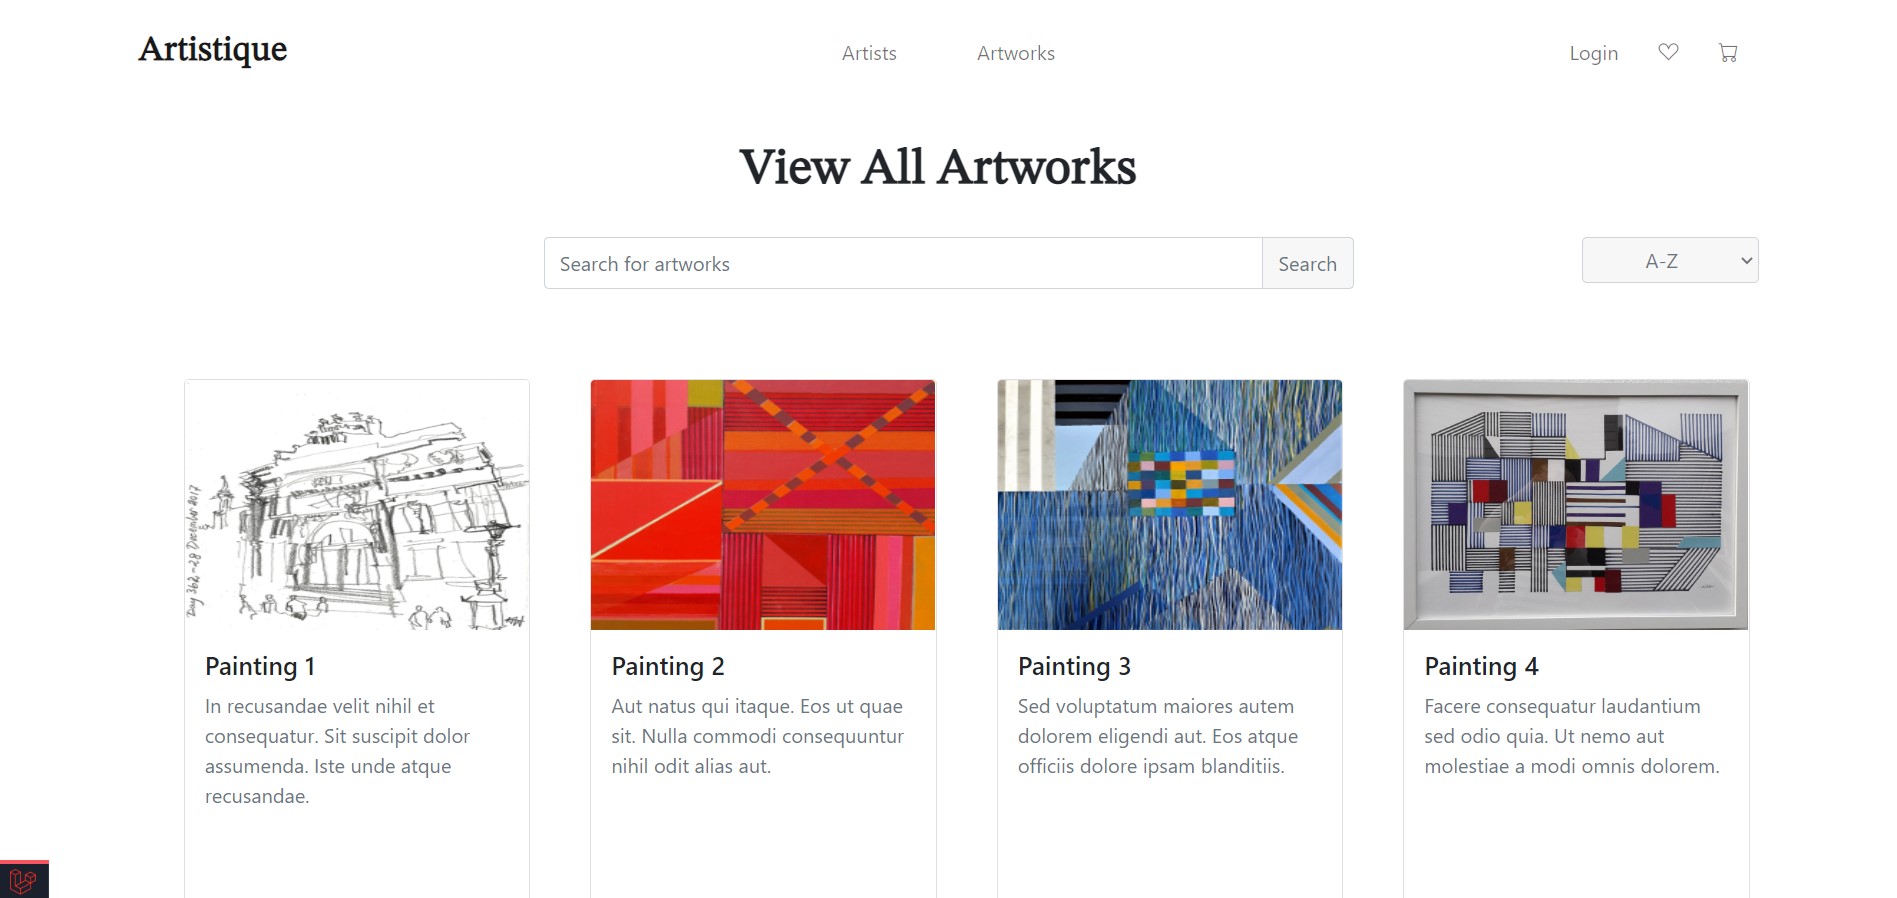 Artistique
Artists
Artworks
Login
View All Artworks
Search for artworks
Search
A-Z
Day 362, - 28 December 2017
Painting 1
In recusandae velit nihil et
consequatur. Sit suscipit dolor
assumenda. Iste unde atque
recusandae.
Painting 2
Aut natus qui itaque. Eos ut quae
sit. Nulla commodi consequuntur
nihil odit alias aut.
Painting 3
Sed voluptatum maiores autem
dolorem eligendi aut. Eos atque
officiis dolore ipsam blanditiis.
Painting 4
Facere consequatur laudantium
sed odio quia. Ut nemo aut
molestiae a modi omnis dolorem.